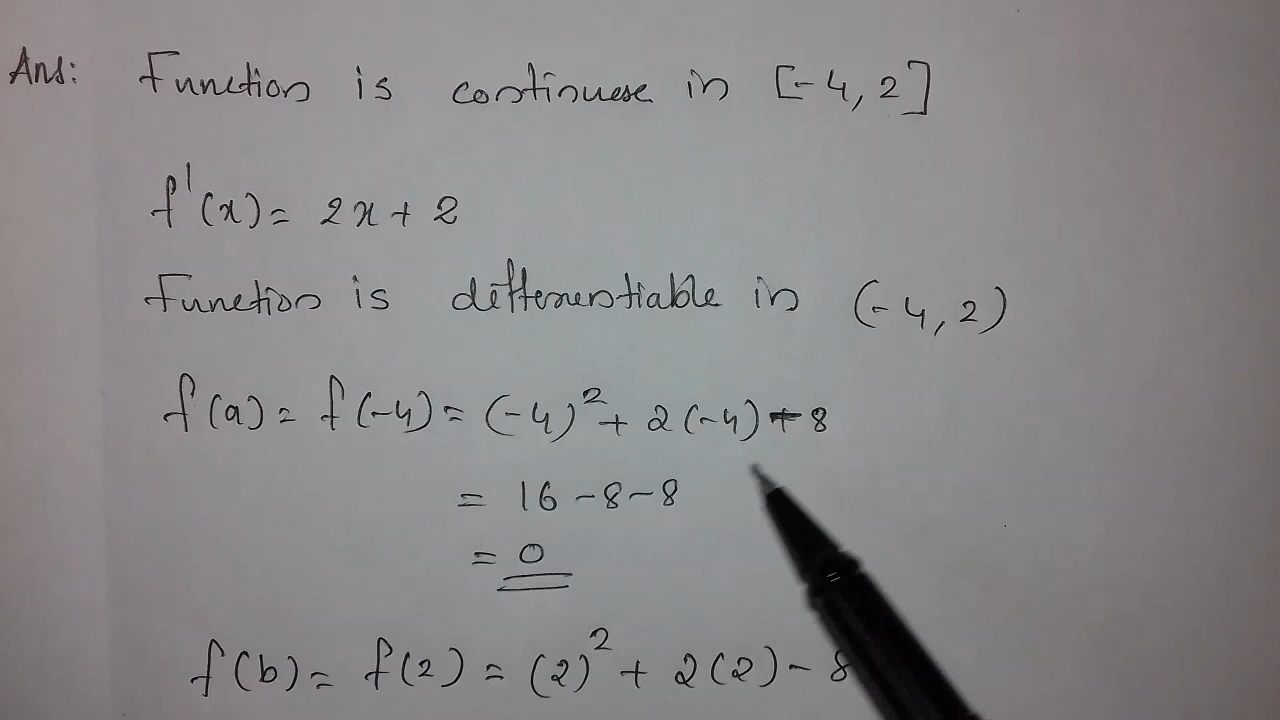 Ans: Function is continuese in [-4, 2]
f'(x) = 2x + 2
Function is differentiable in (-4, 2)
f(a) = f(-4) = (-4)² + 2(-4) - 8
= 16 - 8 - 8
= 0
f(b) = f(2) = (2)² + 2(2) - 8